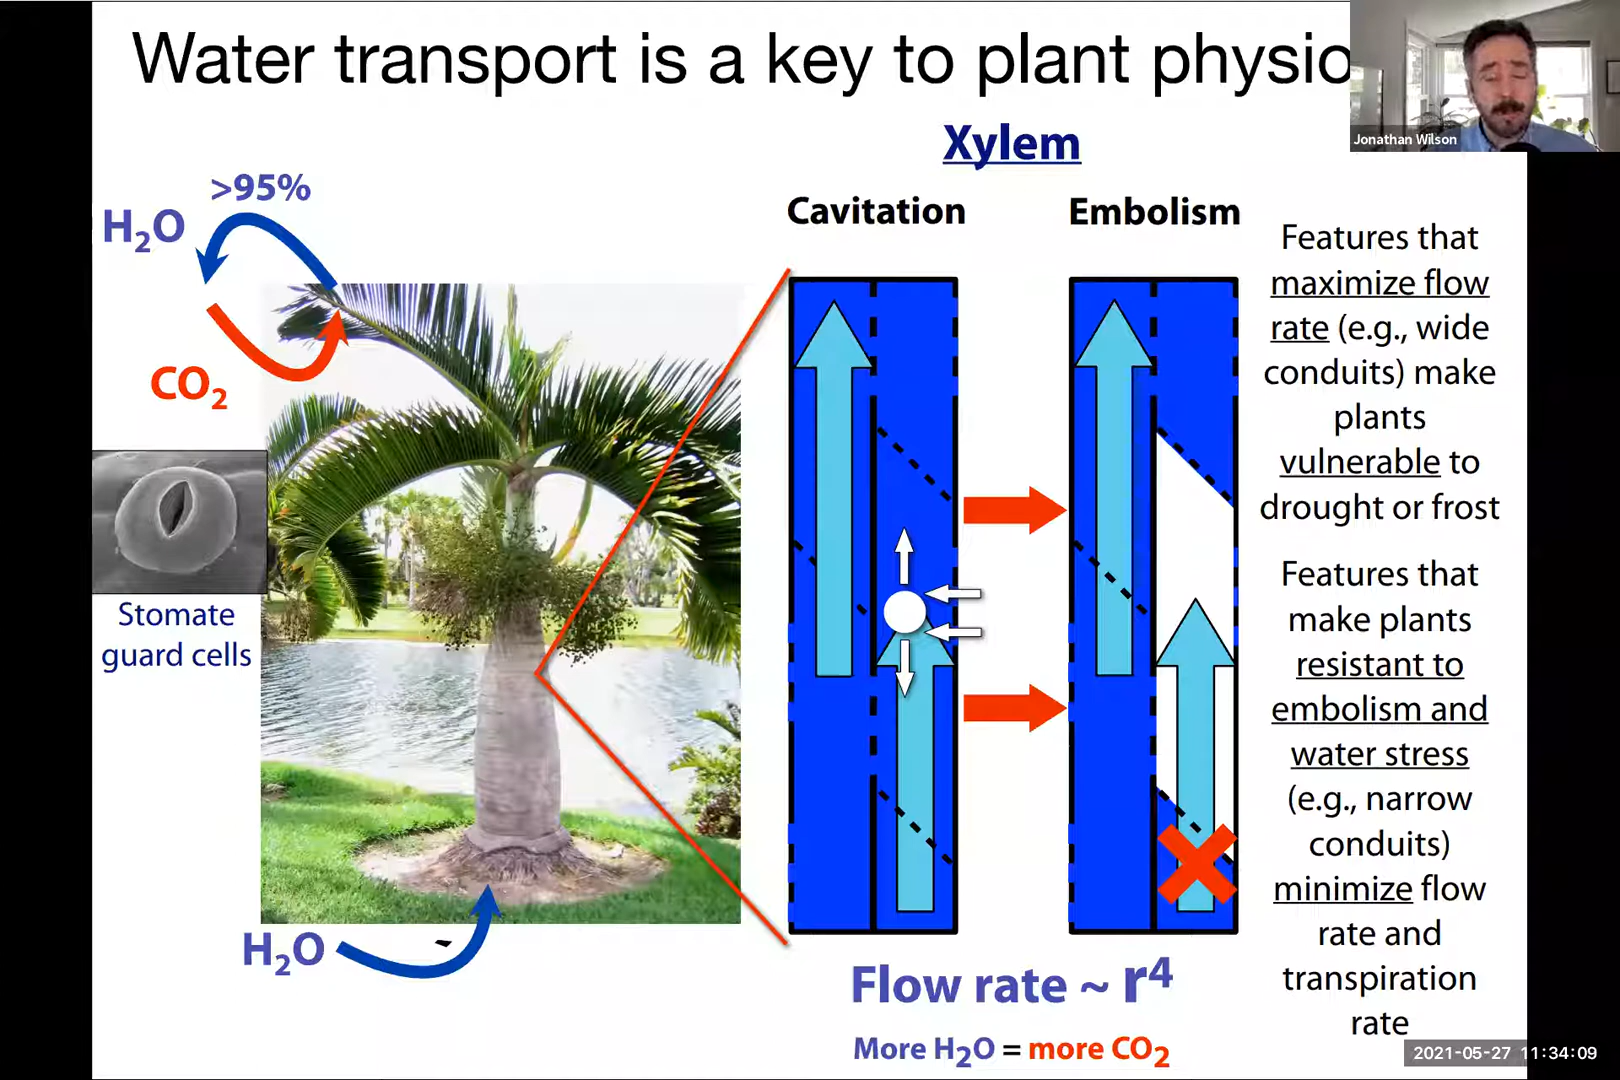 Water transport is a key to plant physio
Jonathan Wilson
Xylem
>95%
H₂O
CO₂
Stomate
guard cells
H₂O
Cavitation
Embolism
Flow rate ~ r⁴
More H₂O = more CO₂
Features that
maximize flow
rate (e.g., wide
conduits) make
plants
vulnerable to
drought or frost
Features that
make plants
resistant to
embolism and
water stress
(e.g., narrow
conduits)
minimize flow
rate and
transpiration
rate
2021-05-27 11:34:09